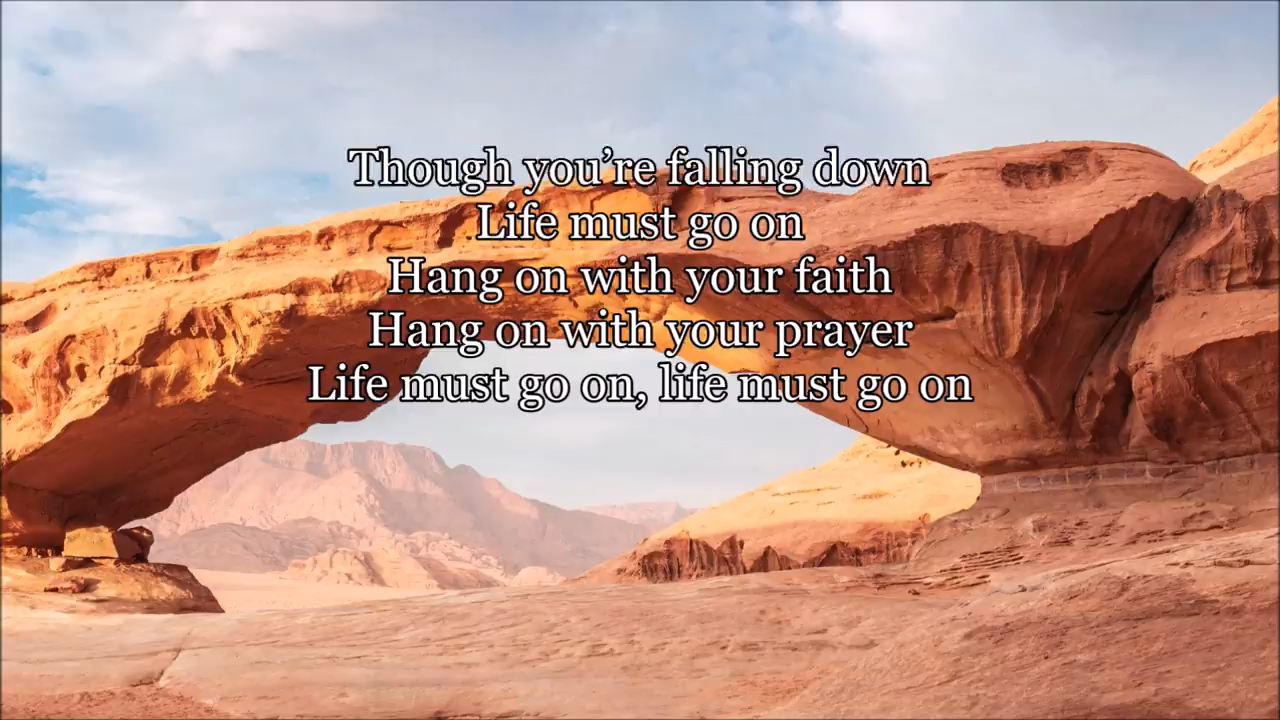 Though you’re falling down
Life must go on
Hang on with your faith
Hang on with your prayer
Life must go on, life must go on